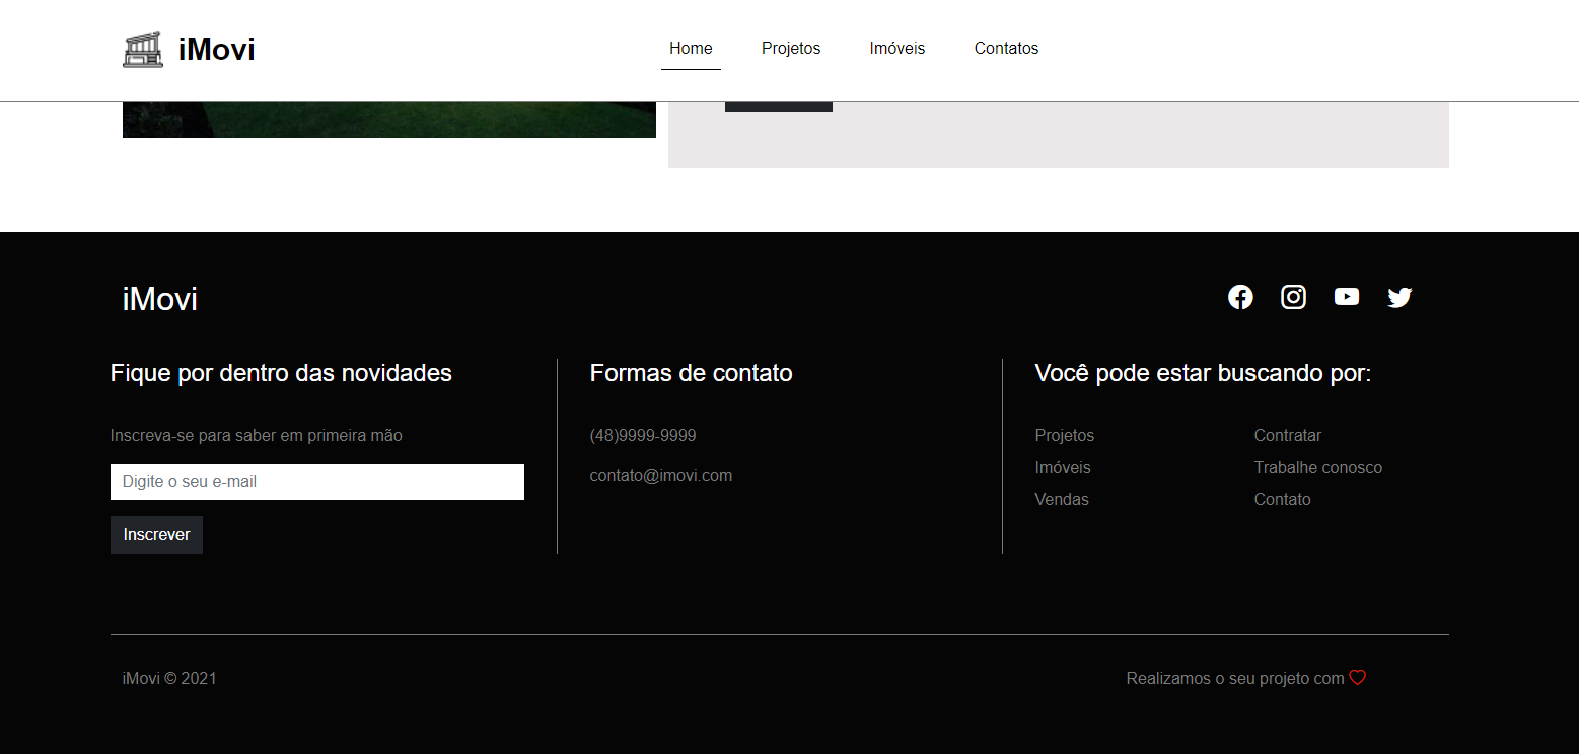 iMovi
Home Projetos Imóveis Contatos
iMovi
Fique por dentro das novidades
Inscreva-se para saber em primeira mão
Digite o seu e-mail
Inscrever
Formas de contato
(48)9999-9999
contato@imovi.com
Você pode estar buscando por:
Projetos Contratar
Imóveis Trabalhe conosco
Vendas Contato
iMovi © 2021
Realizamos o seu projeto com